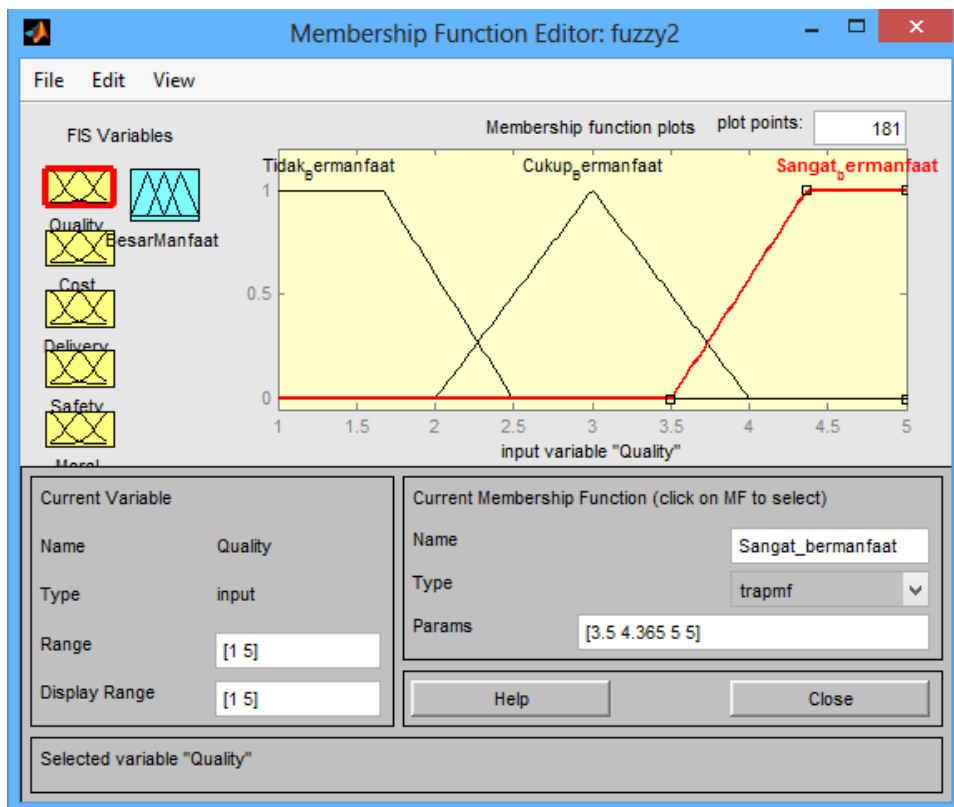 Membership Function Editor: fuzzy2
File Edit View
FIS Variables
Membership function plots plot points: 181
Quality
BesarManfaat
Cost
Delivery
Safety
Moral
Tidak_Bermanfaat Cukup_Bermanfaat Sangat_bermanfaat
1
0.5
0
1 1.5 2 2.5 3 3.5 4 4.5 5
input variable "Quality"
Current Variable
Name Quality
Type input
Range [1 5]
Display Range [1 5]
Current Membership Function (click on MF to select)
Name Sangat_bermanfaat
Type trapmf
Params [3.5 4.365 5 5]
Help Close
Selected variable "Quality"